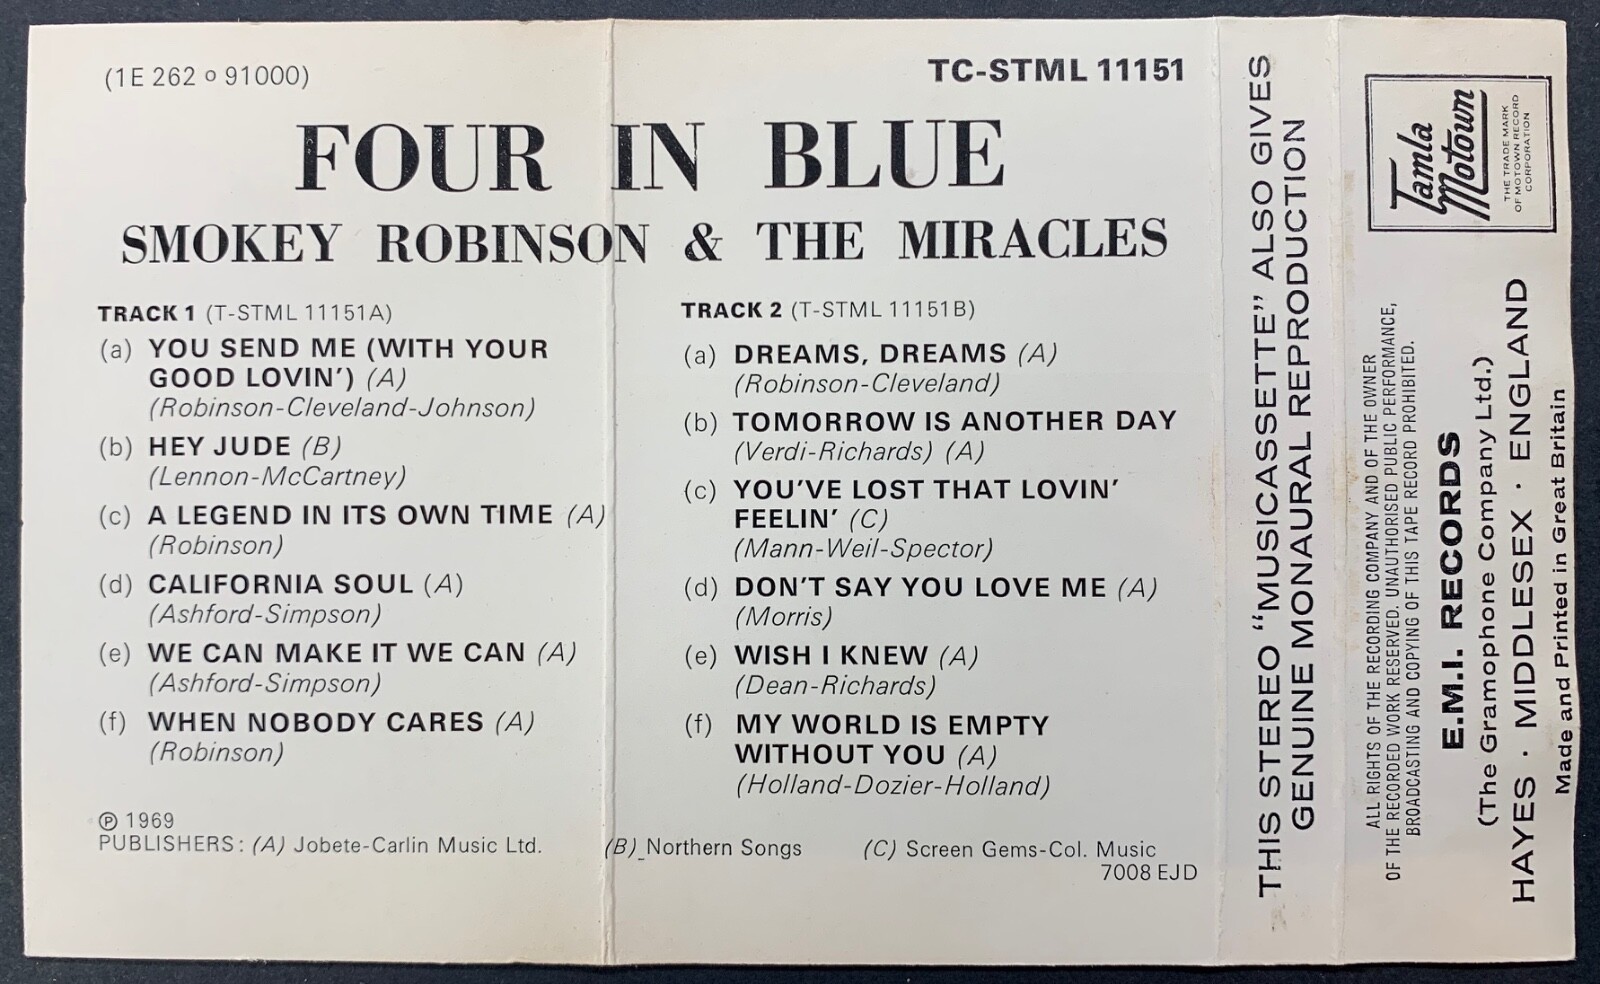 (1E 262 o 91000)
TC-STML 11151
FOUR IN BLUE
SMOKEY ROBINSON & THE MIRACLES
TRACK 1 (T-STML 11151A)
(a) YOU SEND ME (WITH YOUR
GOOD LOVIN') (A)
(Robinson-Cleveland-Johnson)
(b) HEY JUDE (B)
(Lennon-McCartney)
(c) A LEGEND IN ITS OWN TIME (A)
(Robinson)
(d) CALIFORNIA SOUL (A)
(Ashford-Simpson)
(e) WE CAN MAKE IT WE CAN (A)
(Ashford-Simpson)
(f) WHEN NOBODY CARES (A)
(Robinson)
TRACK 2 (T-STML 11151B)
(a) DREAMS, DREAMS (A)
(Robinson-Cleveland)
(b) TOMORROW IS ANOTHER DAY
(Verdi-Richards) (A)
(c) YOU'VE LOST THAT LOVIN'
FEELIN' (C)
(Mann-Weil-Spector)
(d) DON'T SAY YOU LOVE ME (A)
(Morris)
(e) WISH I KNEW (A)
(Dean-Richards)
(f) MY WORLD IS EMPTY
WITHOUT YOU (A)
(Holland-Dozier-Holland)
℗ 1969
PUBLISHERS: (A) Jobete-Carlin Music Ltd. (B) Northern Songs (C) Screen Gems-Col. Music
7008 EJD
THIS STEREO "MUSICASSETTE" ALSO GIVES
GENUINE MONAURAL REPRODUCTION
Tamla
Motown
THE TRADE MARK
OF MOTOWN RECORD
CORPORATION
ALL RIGHTS OF THE RECORDING COMPANY AND OF THE OWNER
OF THE RECORDED WORK RESERVED. UNAUTHORISED PUBLIC PERFORMANCE,
BROADCASTING AND COPYING OF THIS TAPE RECORD PROHIBITED.
E.M.I. RECORDS
(The Gramophone Company Ltd.)
HAYES · MIDDLESEX · ENGLAND
Made and Printed in Great Britain